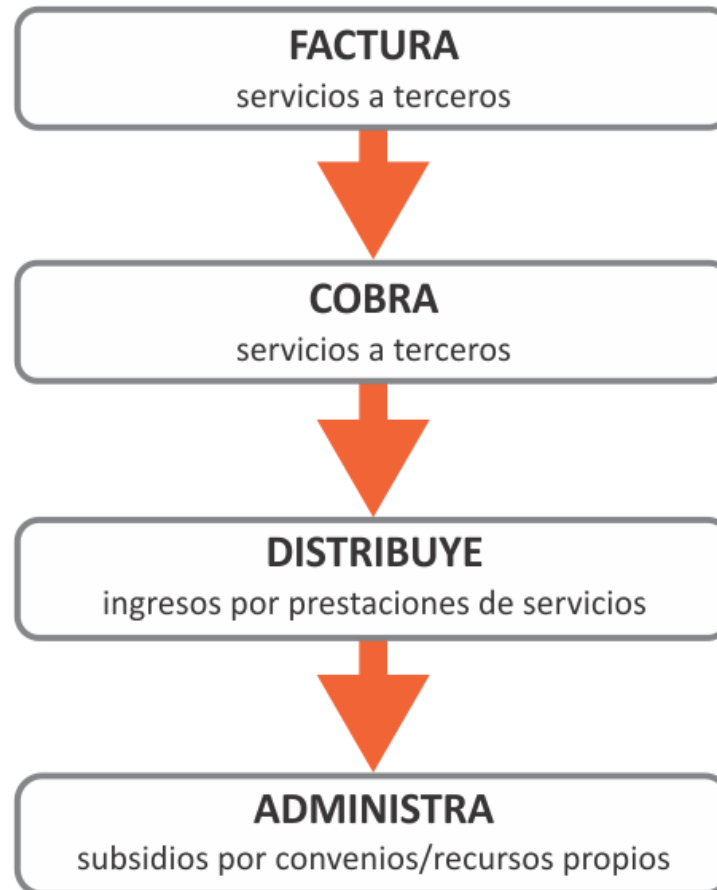 FACTURA
servicios a terceros
COBRA
servicios a terceros
DISTRIBUYE
ingresos por prestaciones de servicios
ADMINISTRA
subsidios por convenios/recursos propios